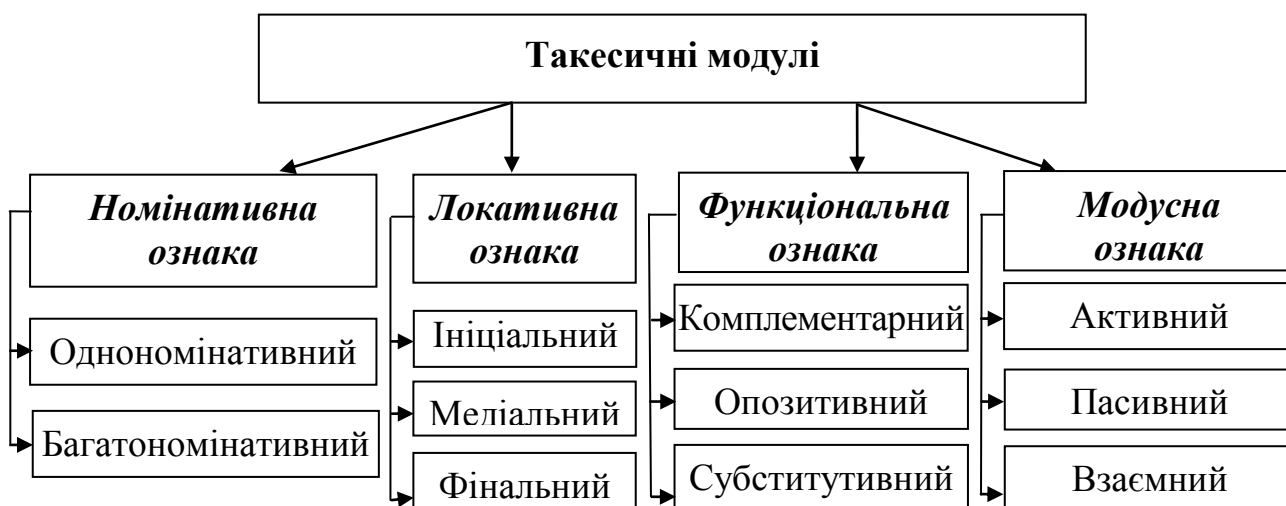 Такесичні модулі
Номінативна
ознака
Однономінативний
Багатономінативний
Локативна
ознака
Ініціальний
Медіальний
Фінальний
Функціональна
ознака
Комплементарний
Опозитивний
Субститутивний
Модусна
ознака
Активний
Пасивний
Взаємний